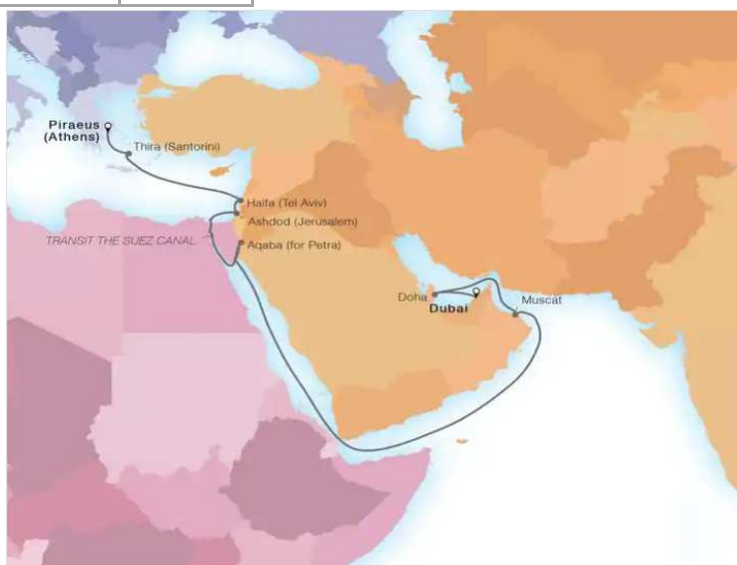 Piraeus
(Athens)
Thira (Santorini)
Haifa (Tel Aviv)
Ashdod (Jerusalem)
TRANSIT THE SUEZ CANAL
Aqaba (for Petra)
Doha
Dubai
Muscat